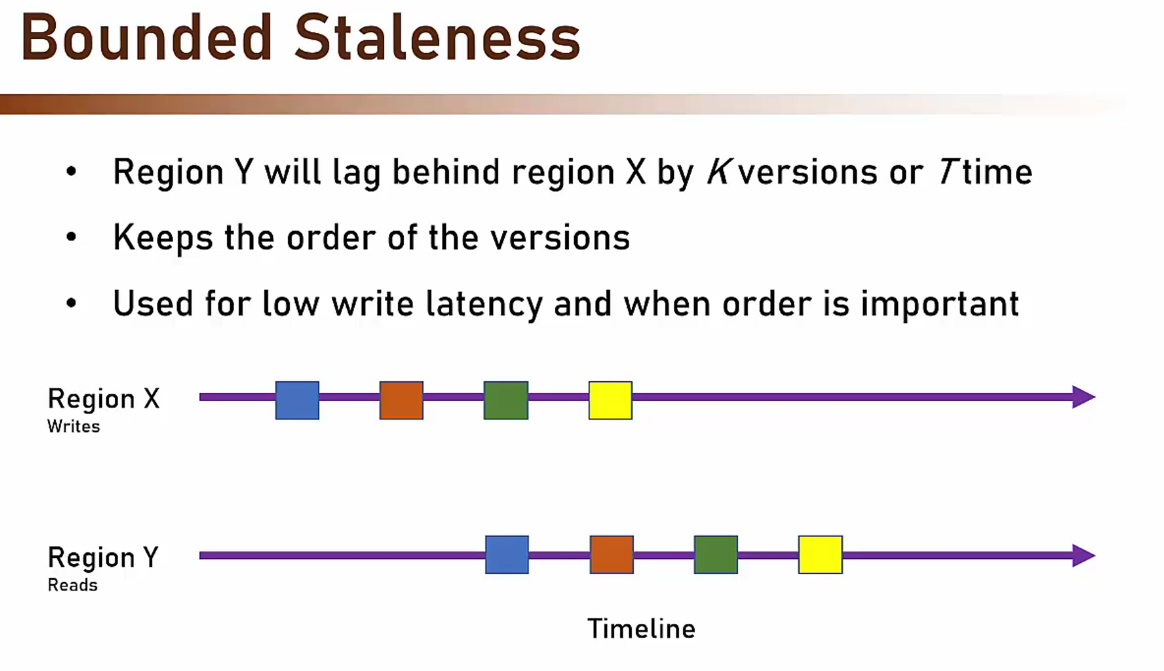 Bounded Staleness
• Region Y will lag behind region X by K versions or T time
• Keeps the order of the versions
• Used for low write latency and when order is important
Region X
Writes
Region Y
Reads
Timeline